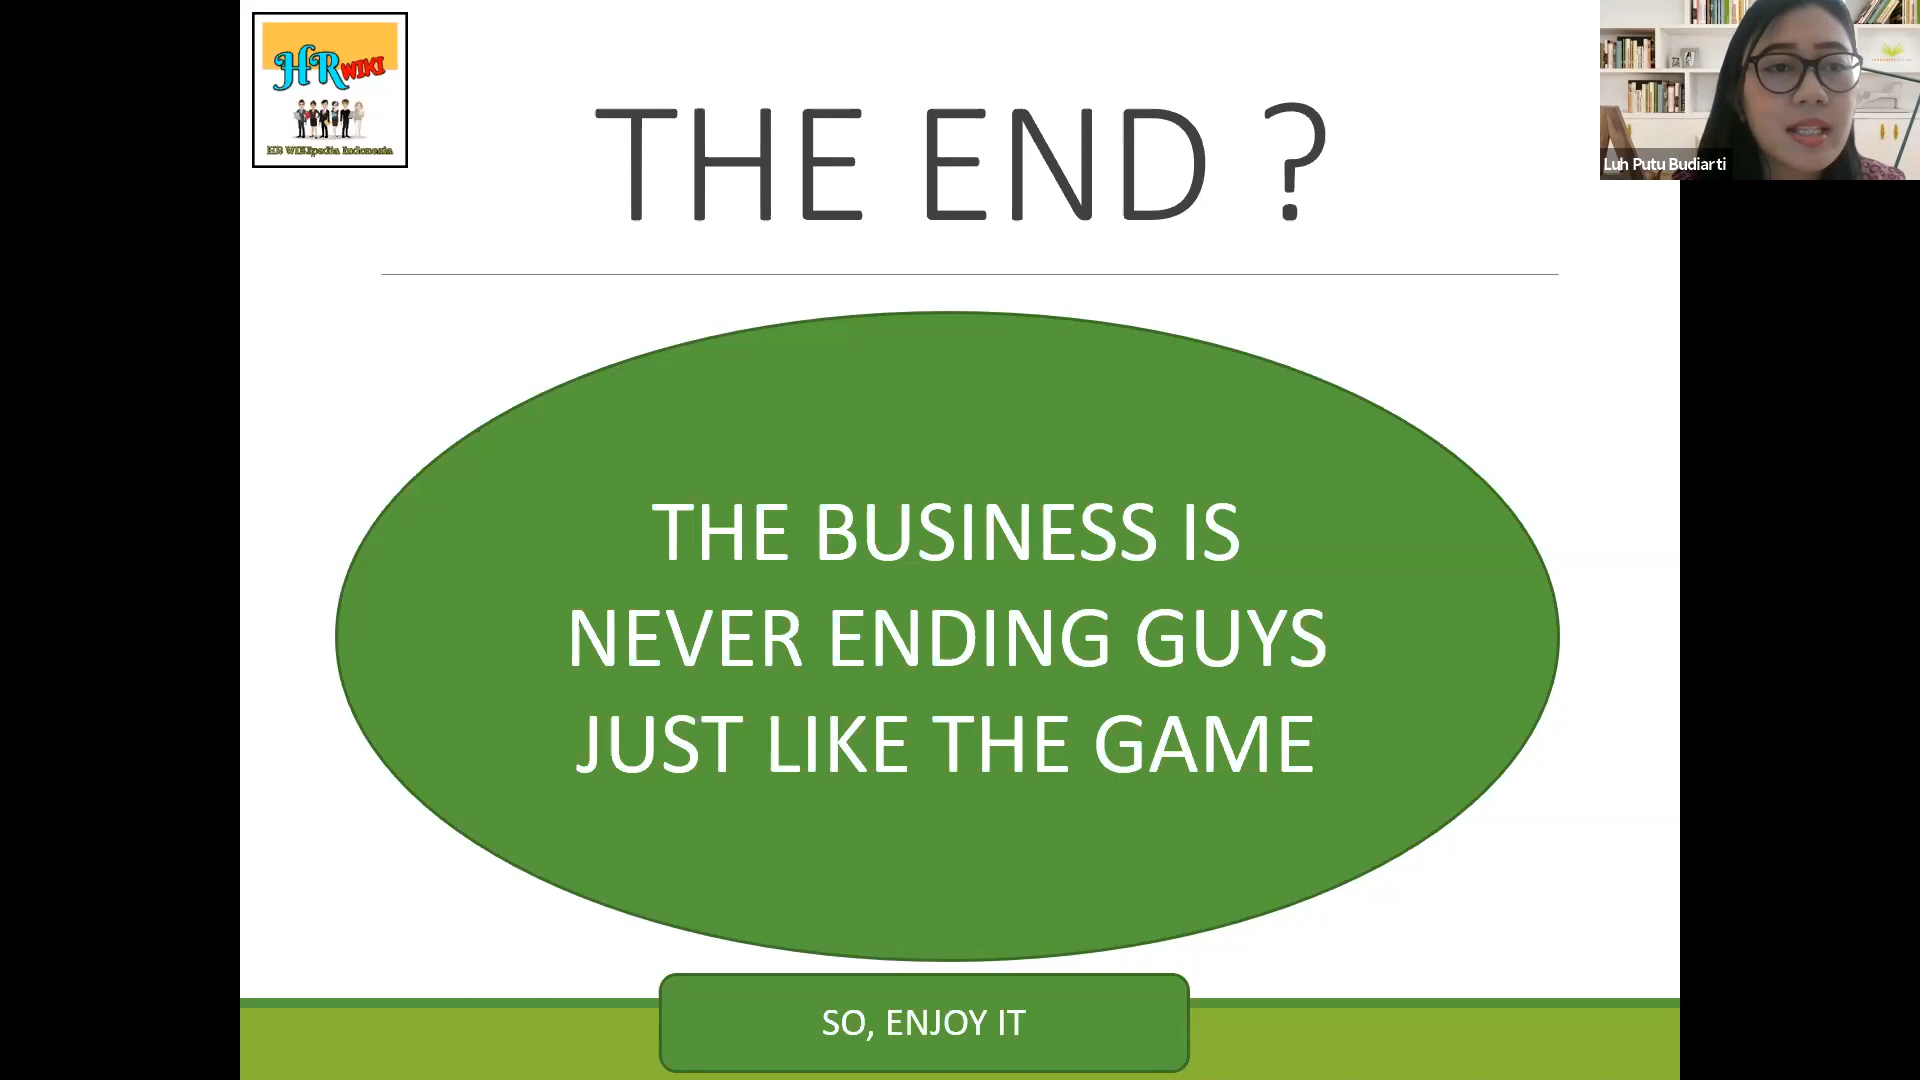 HR WIKI
HR WIKIpedia Indonesia
THE END ?
Luh Putu Budiarti
THE BUSINESS IS
NEVER ENDING GUYS
JUST LIKE THE GAME
SO, ENJOY IT